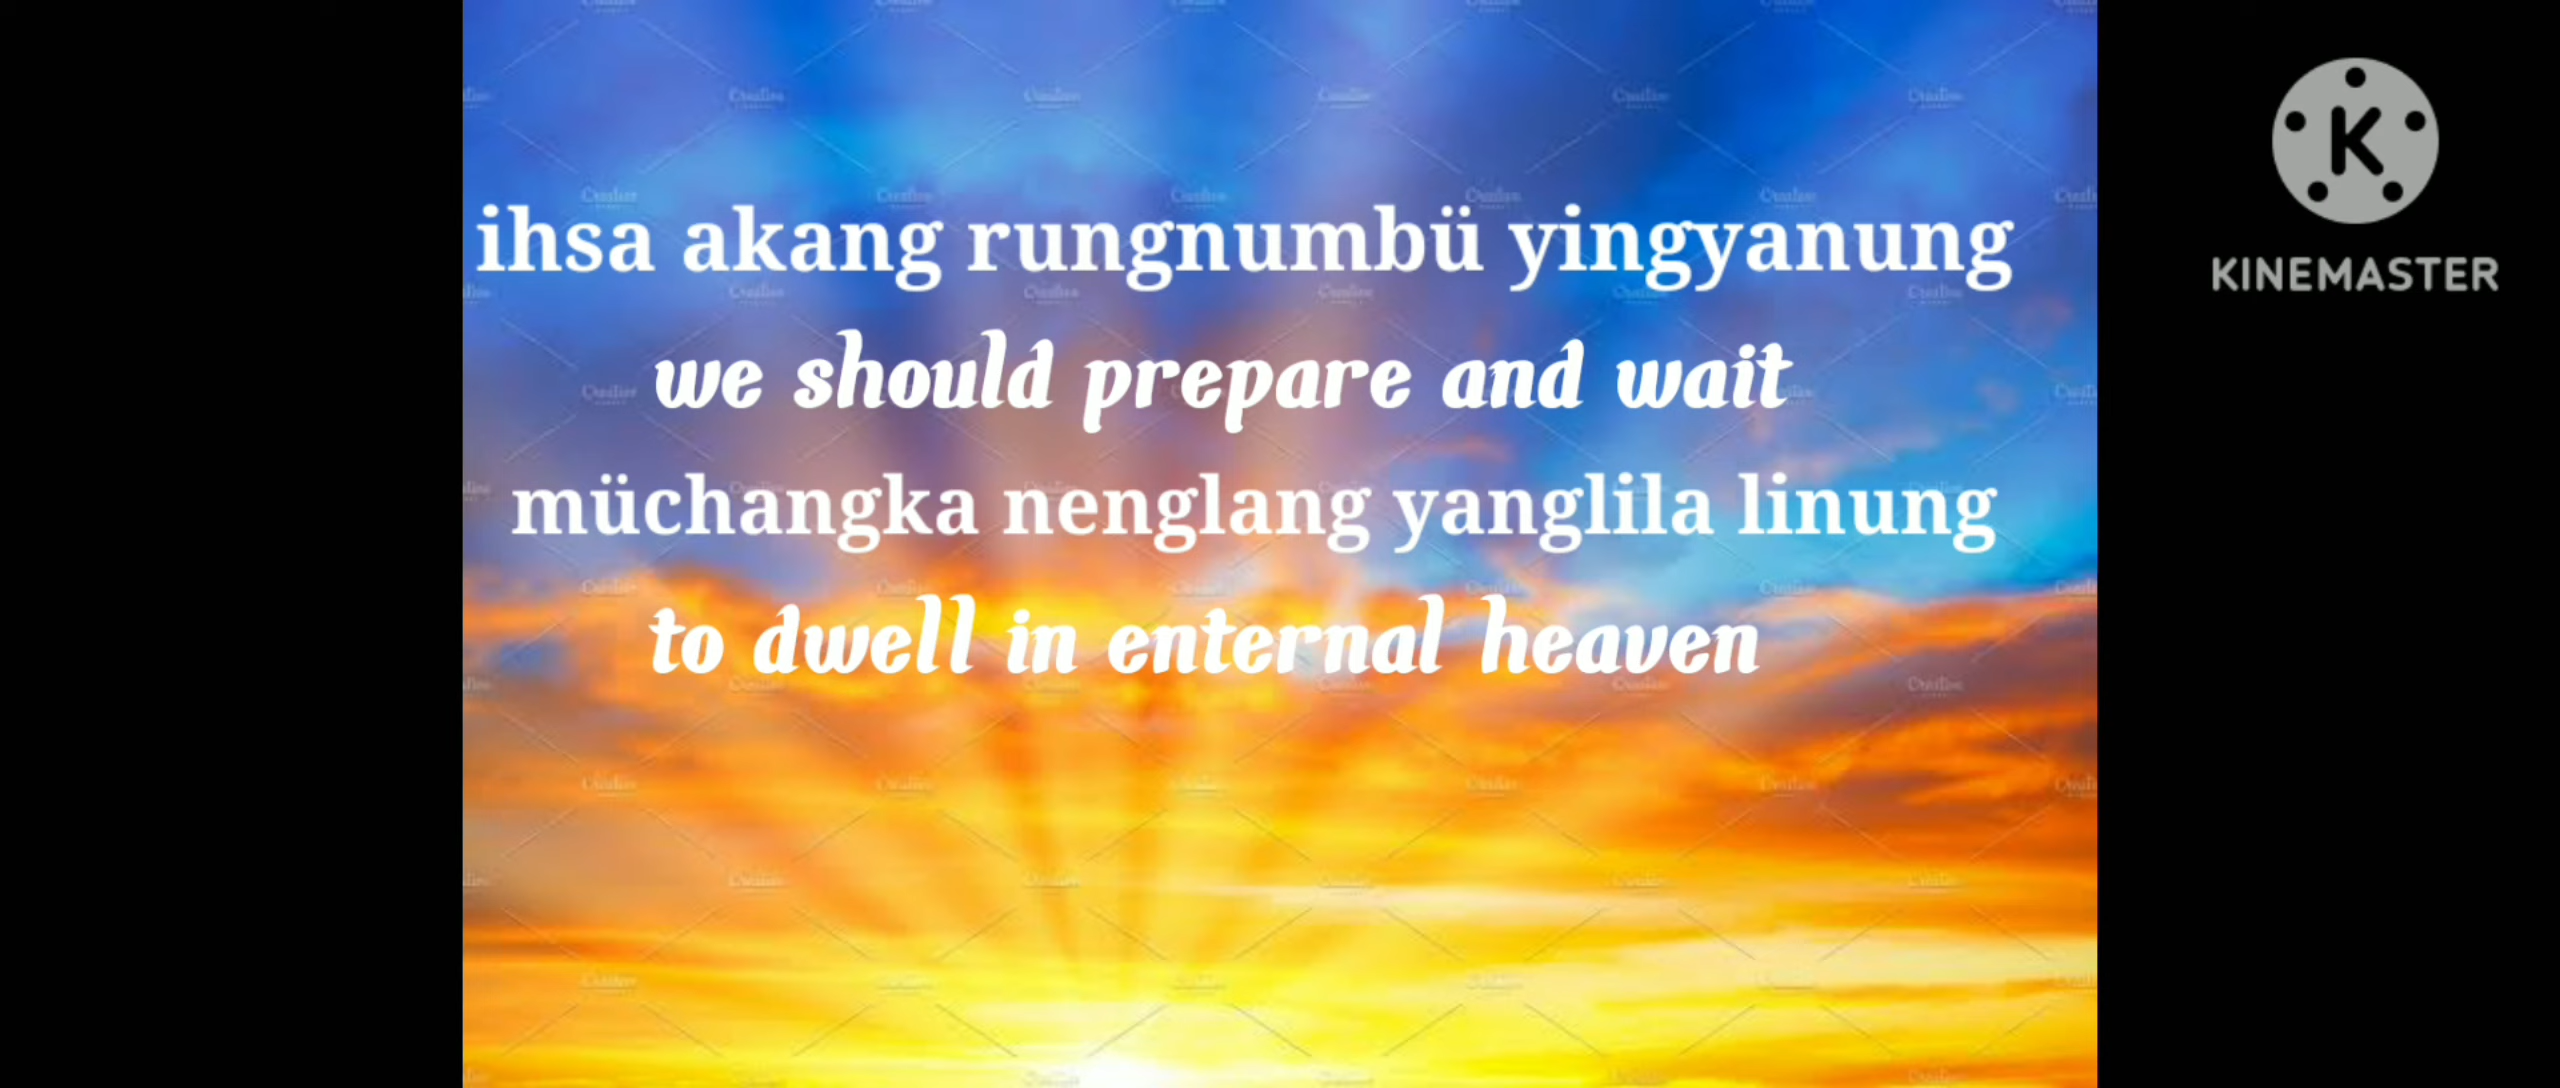 ihsa akang rungnumbü yingyanung
we should prepare and wait
müchangka nenglang yanglila linung
to dwell in enternal heaven
K
KINEMASTER